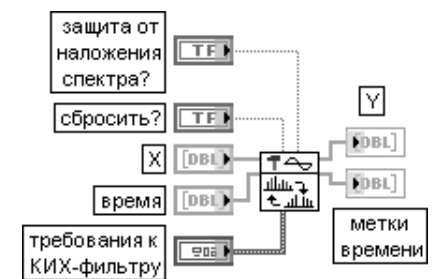 защита от
наложения
спектра?
TF
сбросить?
TF
Y
X
[DBL]
[DBL]
время
[DBL]
[DBL]
метки
времени
требования к
КИХ-фильтру